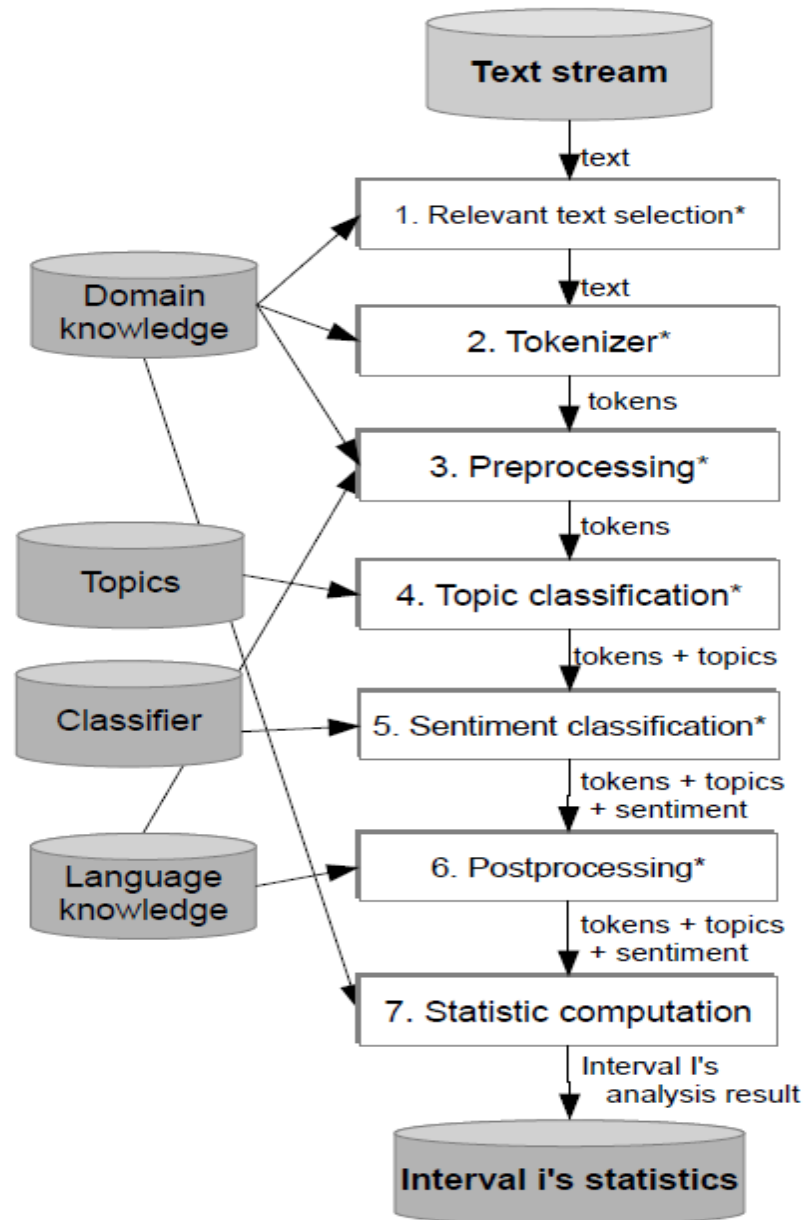 Text stream
text
1. Relevant text selection*
text
Domain
knowledge
2. Tokenizer*
tokens
3. Preprocessing*
tokens
Topics
4. Topic classification*
tokens + topics
Classifier
5. Sentiment classification*
tokens + topics
+ sentiment
Language
knowledge
6. Postprocessing*
tokens + topics
+ sentiment
7. Statistic computation
Interval I's
analysis result
Interval i's statistics